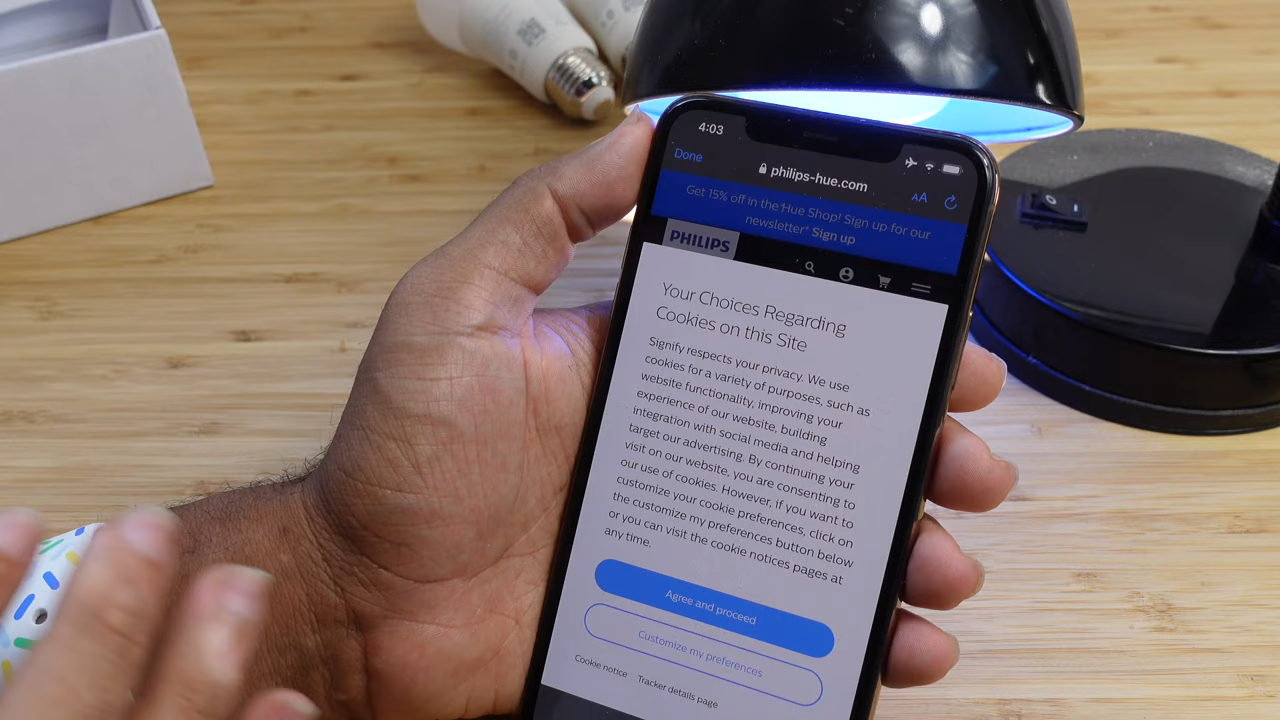 4:03
Done
philips-hue.com
AA
Get 15% off in the Hue Shop! Sign up for our
newsletter* Sign up
PHILIPS
Your Choices Regarding
Cookies on this Site
Signify respects your privacy. We use
cookies for a variety of purposes, such as
website functionality, improving your
experience of our website, building
integration with social media and helping
target our advertising. By continuing your
visit on our website, you are consenting to
our use of cookies. However, if you want to
customize your cookie preferences, click on
the customize my preferences button below
or you can visit the cookie notices pages at
any time.
Agree and proceed
Customize my preferences
Cookie notice Tracker details page